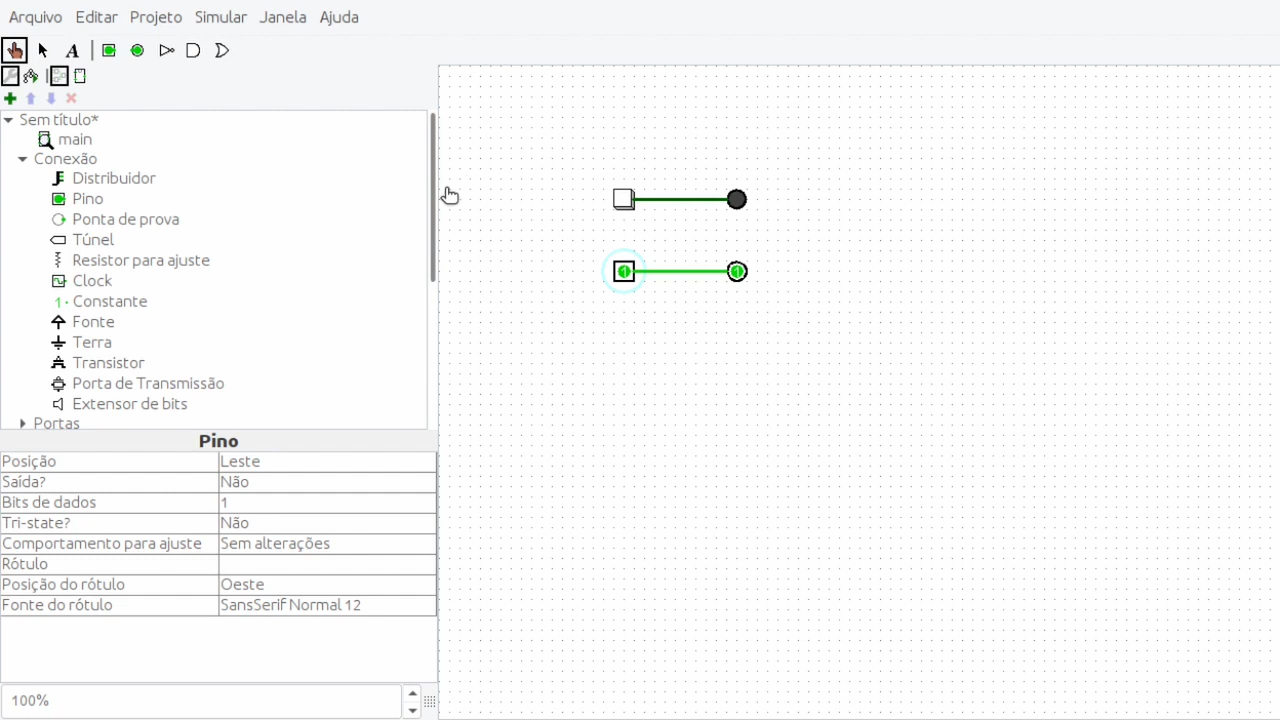 Arquivo Editar Projeto Simular Janela Ajuda
A
Sem título*
main
Conexão
Distribuidor
Pino
Ponta de prova
Túnel
Resistor para ajuste
Clock
1 Constante
Fonte
Terra
Transistor
Porta de Transmissão
Extensor de bits
Portas
Pino
Posição Leste
Saída? Não
Bits de dados 1
Tri-state? Não
Comportamento para ajuste Sem alterações
Rótulo
Posição do rótulo Oeste
Fonte do rótulo SansSerif Normal 12
100%
1 1